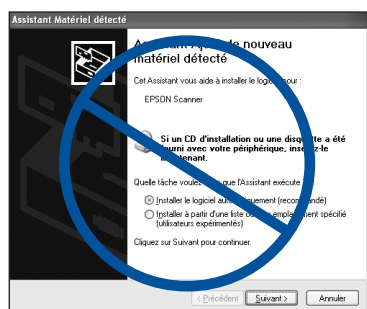 Assistant Matériel détecté
Assistant Ajout de nouveau
matériel détecté
Cet Assistant vous aide à installer le logiciel pour :
EPSON Scanner
Si un CD d'installation ou une disquette a été
fourni avec votre périphérique, insérez-le
maintenant.
Quelle tâche voulez-vous que l'Assistant exécute ?
Installer le logiciel automatiquement (recommandé)
Installer à partir d'une liste ou d'un emplacement spécifié
(utilisateurs expérimentés)
Cliquez sur Suivant pour continuer.
< Précédent
Suivant >
Annuler